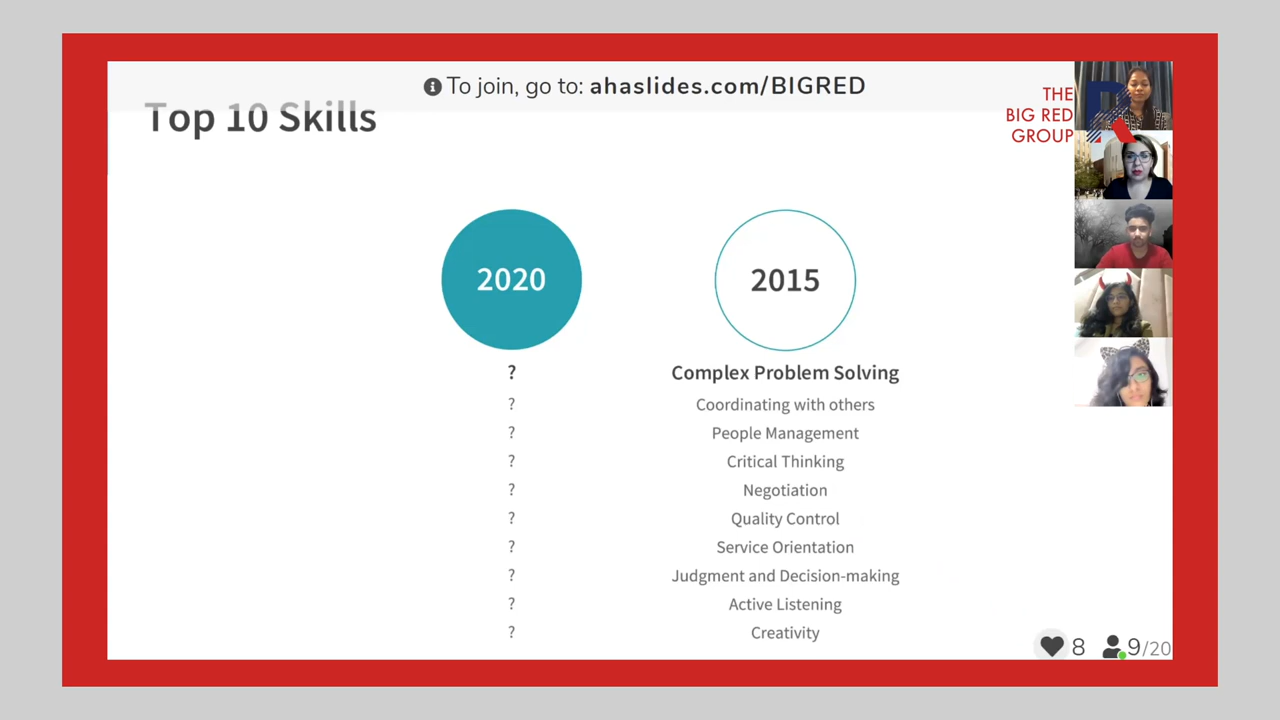 To join, go to: ahaslides.com/BIGRED
Top 10 Skills
THE
BIG RED
GROUP
2020
2015
? Complex Problem Solving
? Coordinating with others
? People Management
? Critical Thinking
? Negotiation
? Quality Control
? Service Orientation
? Judgment and Decision-making
? Active Listening
? Creativity
8 9/20